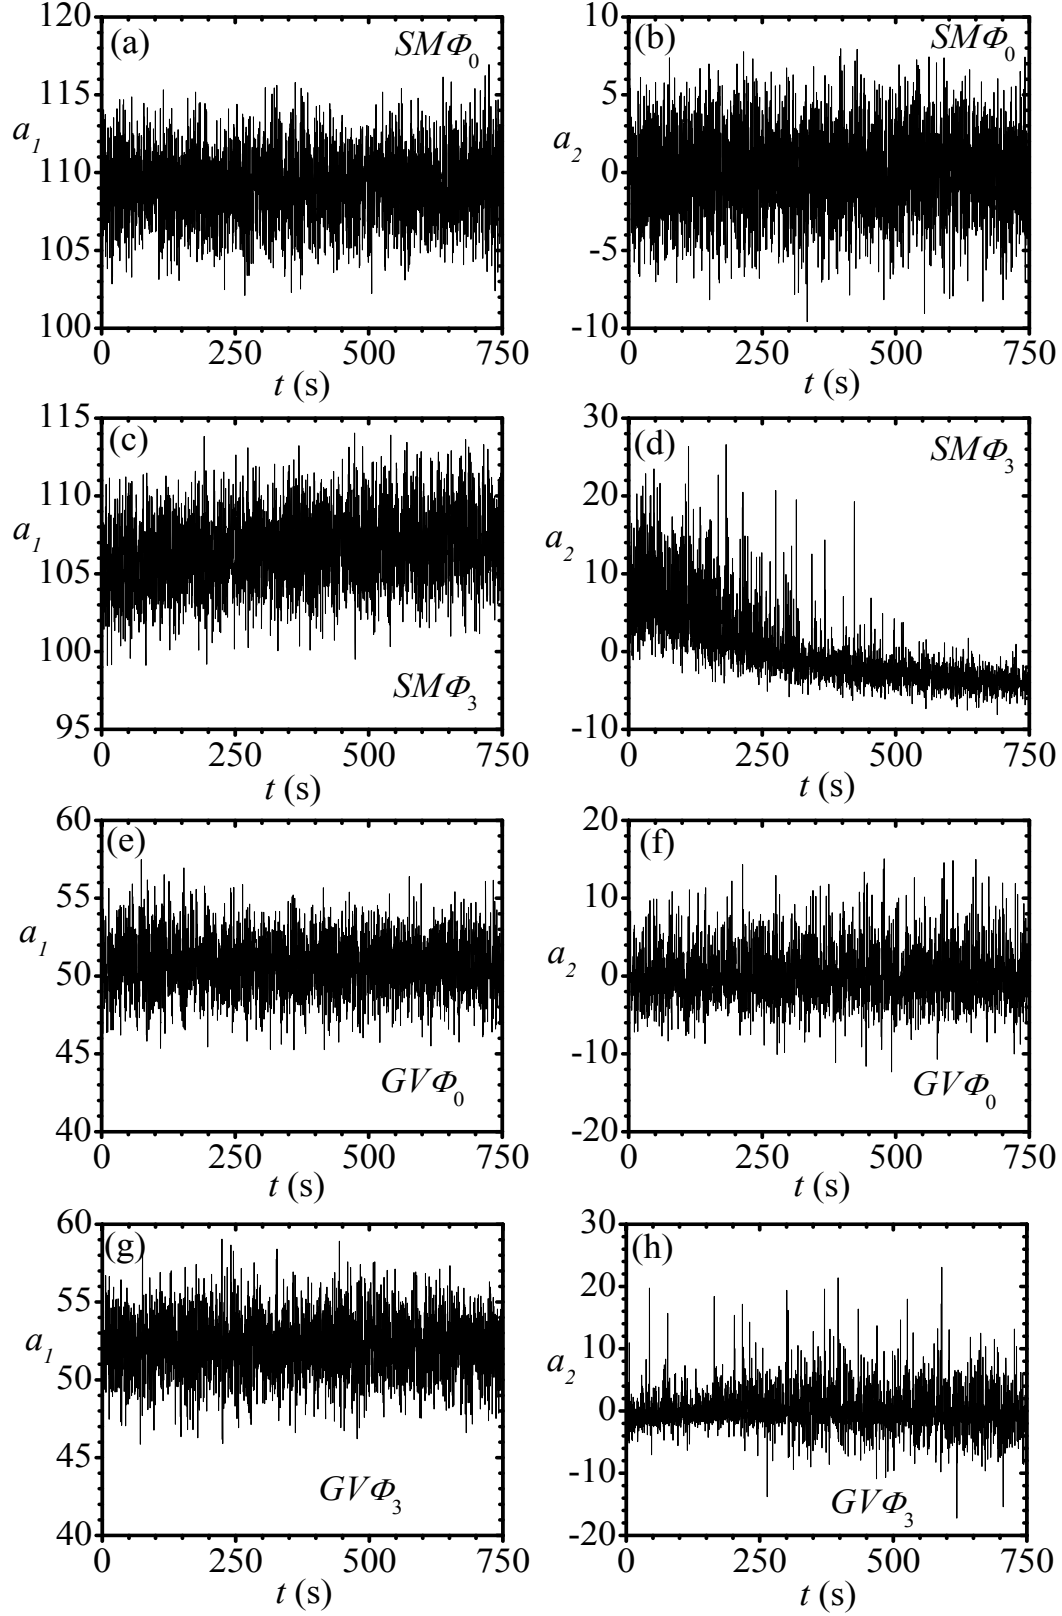 (a) SMΦ0
a1
120
115
110
105
100
0 250 500 750
t (s)
(b) SMΦ0
a2
10
5
0
-5
-10
0 250 500 750
t (s)
(c)
a1
115
110
105
100
95
SMΦ3
0 250 500 750
t (s)
(d) SMΦ3
a2
30
20
10
0
-10
0 250 500 750
t (s)
(e)
a1
60
55
50
45
40
GVΦ0
0 250 500 750
t (s)
(f)
a2
20
10
0
-10
-20
GVΦ0
0 250 500 750
t (s)
(g)
a1
60
55
50
45
40
GVΦ3
0 250 500 750
t (s)
(h)
a2
30
20
10
0
-10
-20
GVΦ3
0 250 500 750
t (s)